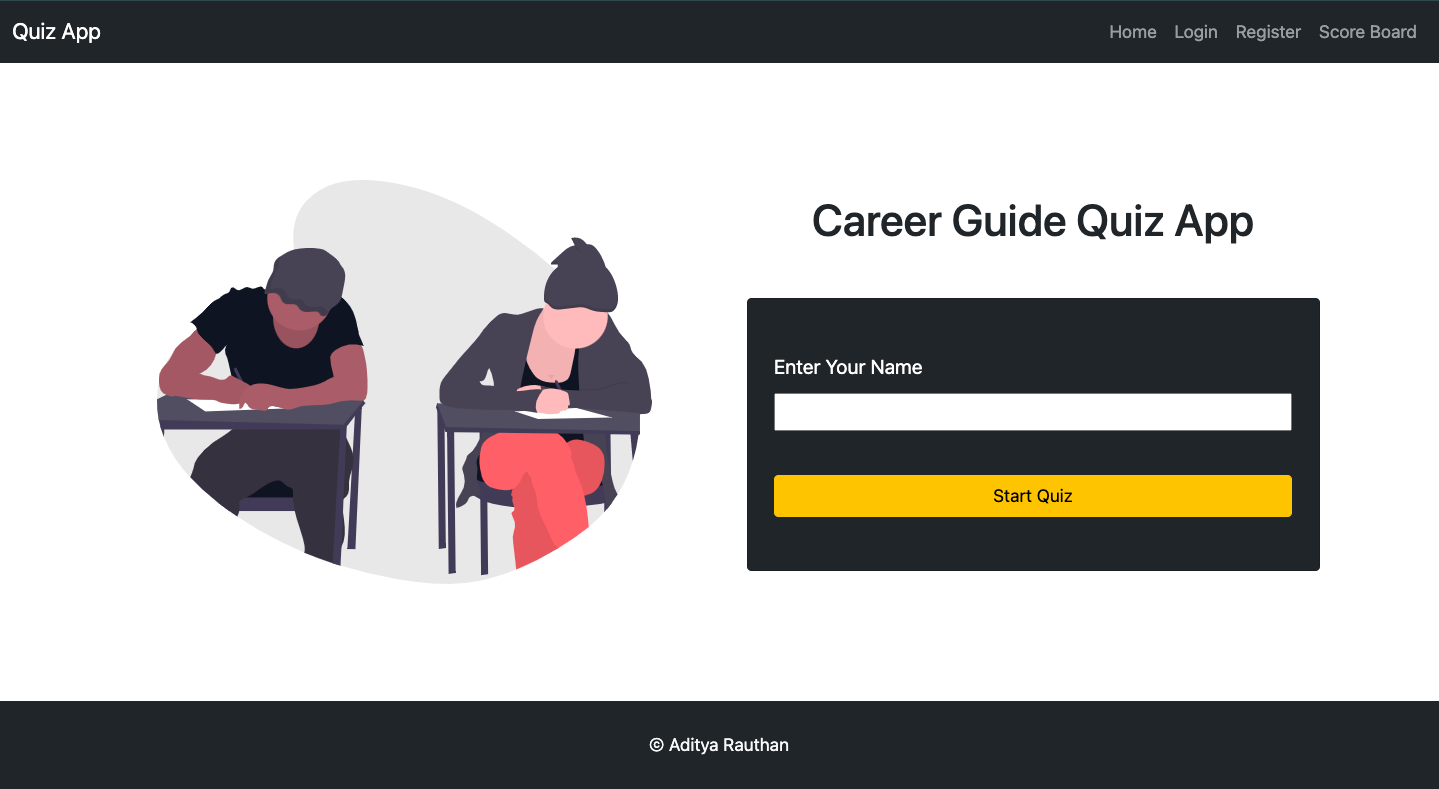 Quiz App
Home Login Register Score Board
Career Guide Quiz App
Enter Your Name
Start Quiz
© Aditya Rauthan